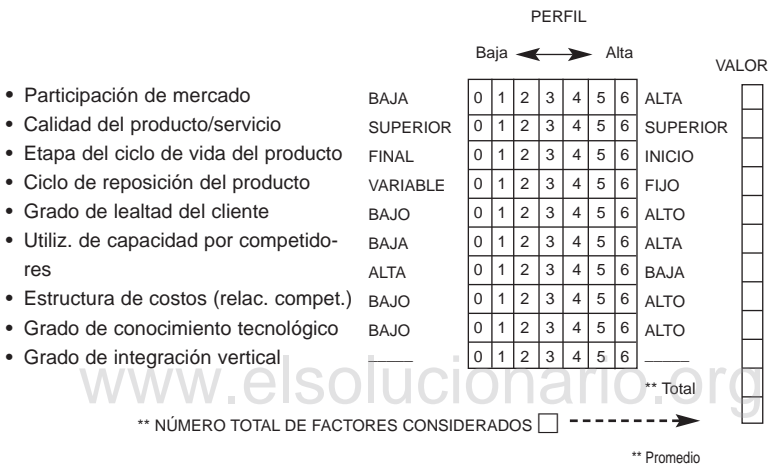 PERFIL
Baja Alta
VALOR
• Participación de mercado BAJA 0 1 2 3 4 5 6 ALTA
• Calidad del producto/servicio SUPERIOR 0 1 2 3 4 5 6 SUPERIOR
• Etapa del ciclo de vida del producto FINAL 0 1 2 3 4 5 6 INICIO
• Ciclo de reposición del producto VARIABLE 0 1 2 3 4 5 6 FIJO
• Grado de lealtad del cliente BAJO 0 1 2 3 4 5 6 ALTO
• Utiliz. de capacidad por competido- BAJA 0 1 2 3 4 5 6 ALTA
res ALTA 0 1 2 3 4 5 6 BAJA
• Estructura de costos (relac. compet.) BAJO 0 1 2 3 4 5 6 ALTO
• Grado de conocimiento tecnológico BAJO 0 1 2 3 4 5 6 ALTO
• Grado de integración vertical _____ 0 1 2 3 4 5 6 _____
www.elsolucionario.org
** Total
** NÚMERO TOTAL DE FACTORES CONSIDERADOS
** Promedio